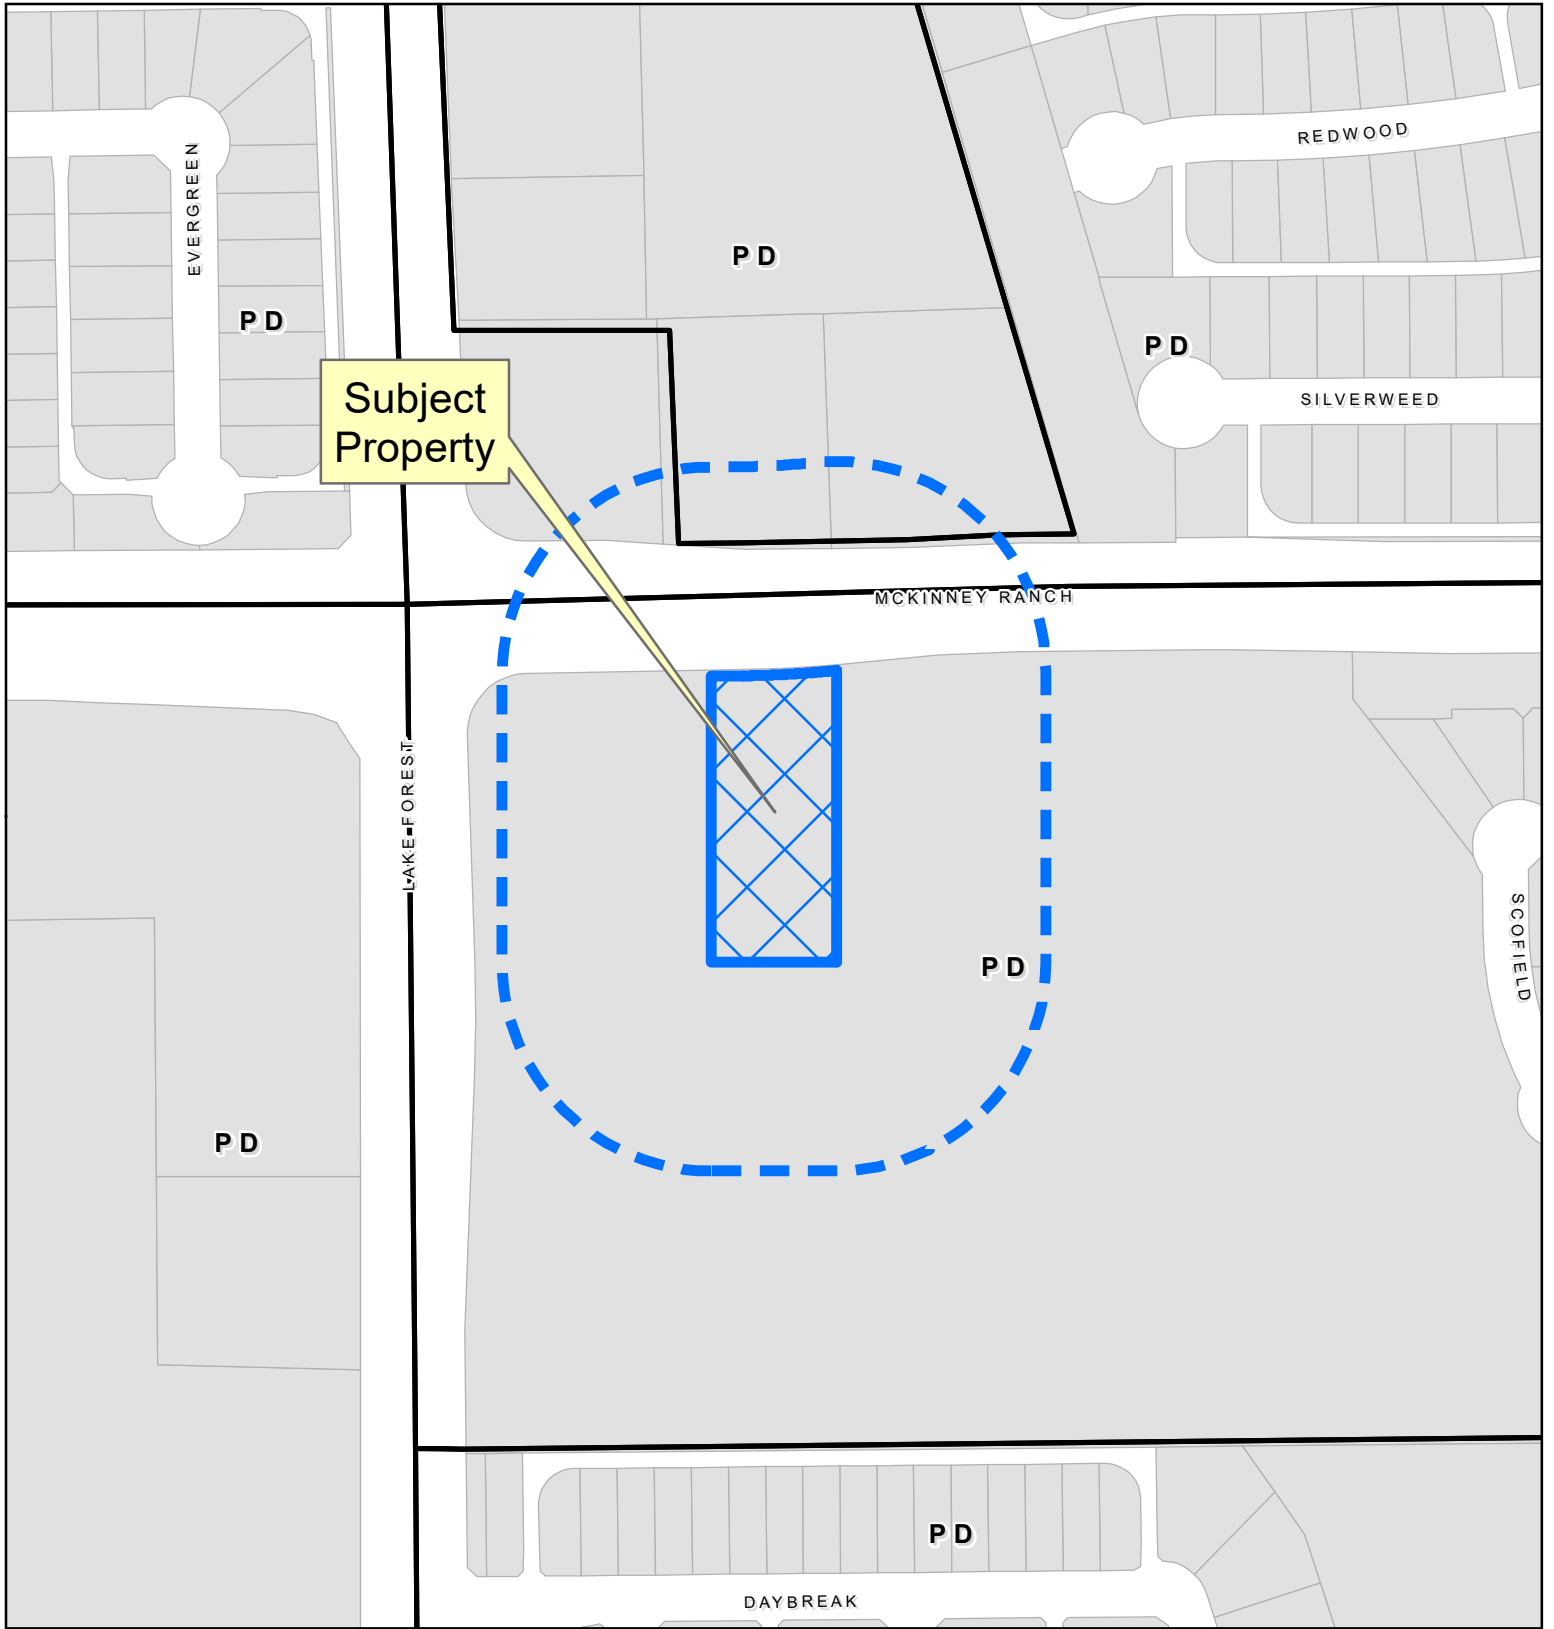 REDWOOD
EVERGREEN
PD
PD
PD
Subject
Property
SILVERWEED
MCKINNEY RANCH
LAKE FOREST
SCOFIELD
PD
PD
PD
DAYBREAK